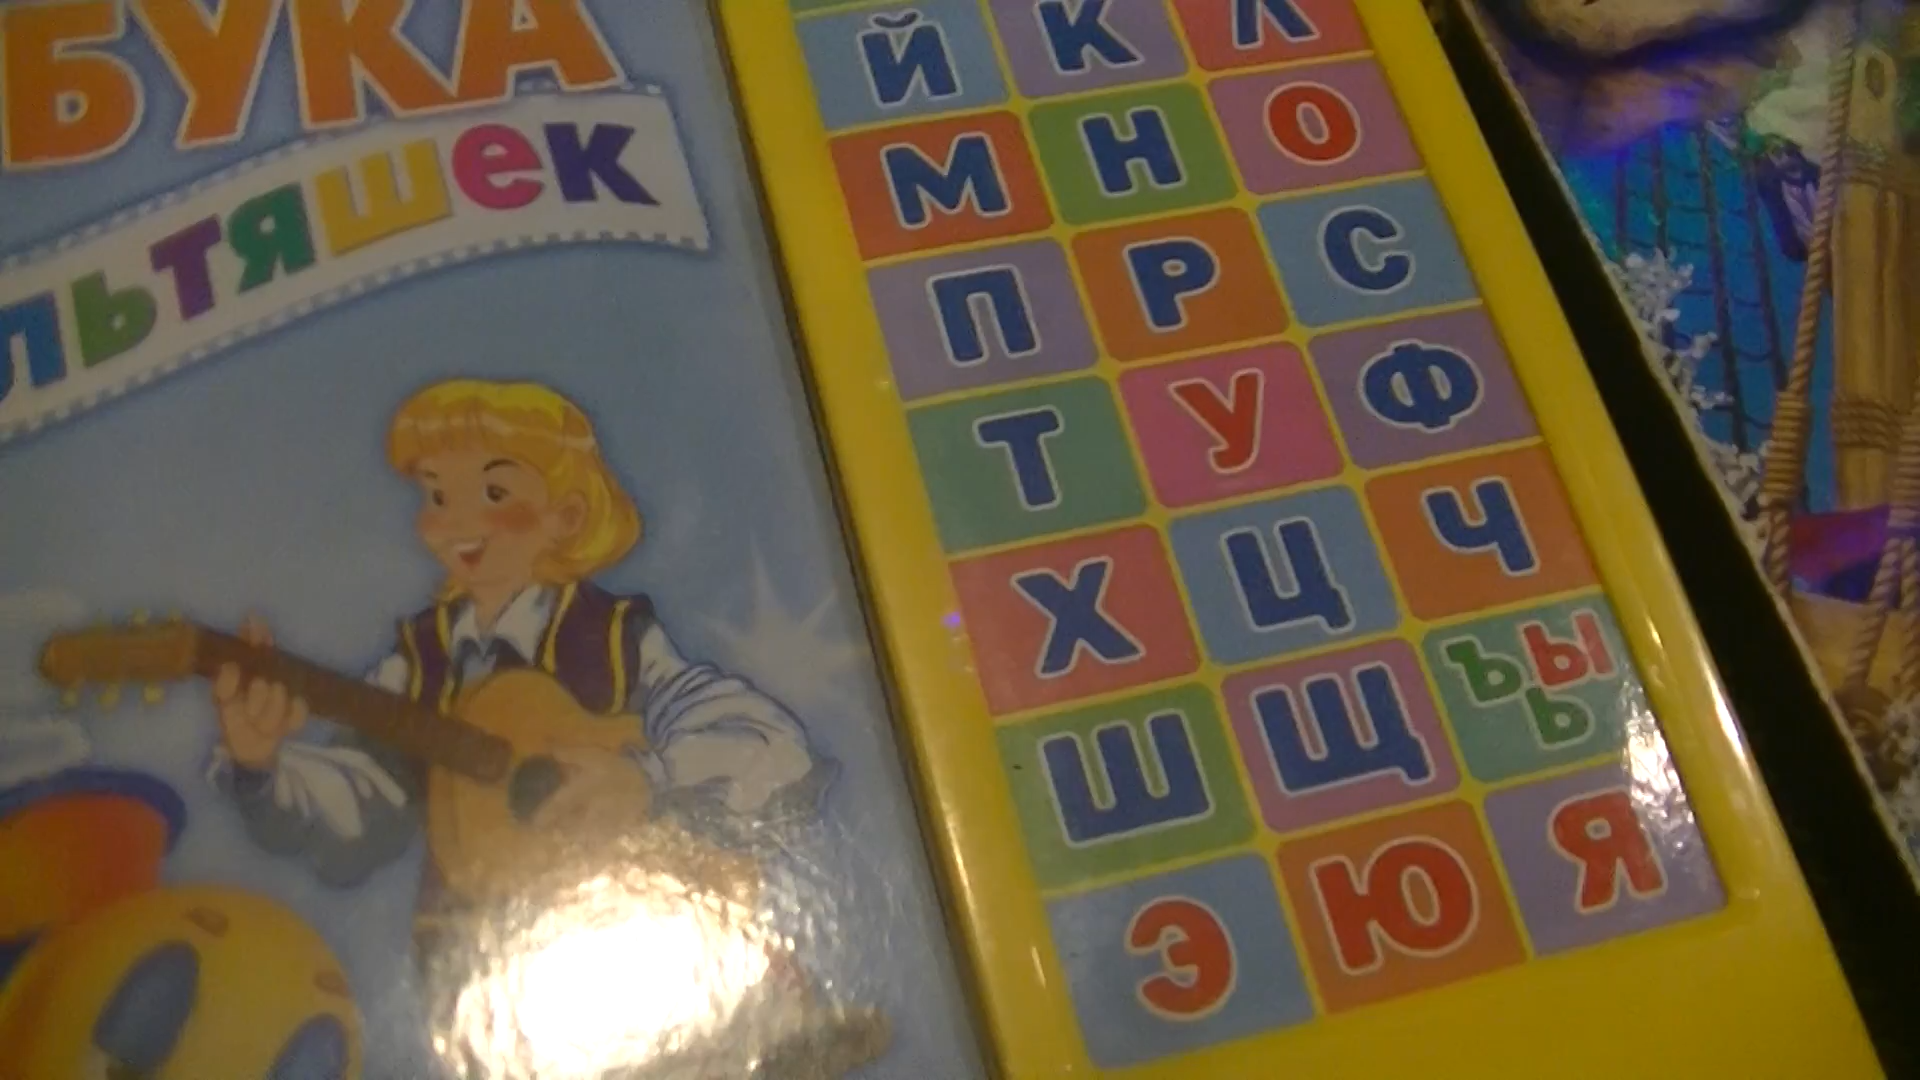 БУКА
льтяшек
Й К Л
М Н О
П Р С
Т У Ф
Х Ц Ч
Ш Щ Ъ Ы Ь
Э Ю Я